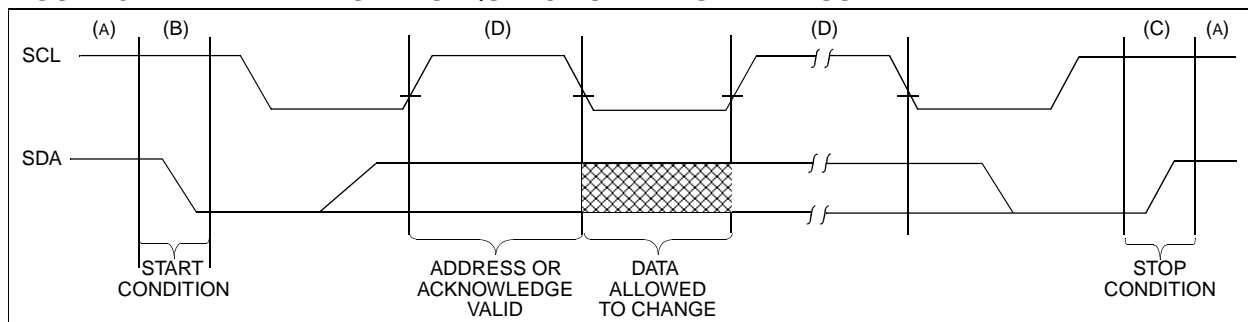 (A) (B) (D) (D) (C) (A)
SCL
SDA
START
CONDITION
ADDRESS OR
ACKNOWLEDGE
VALID
DATA
ALLOWED
TO CHANGE
STOP
CONDITION